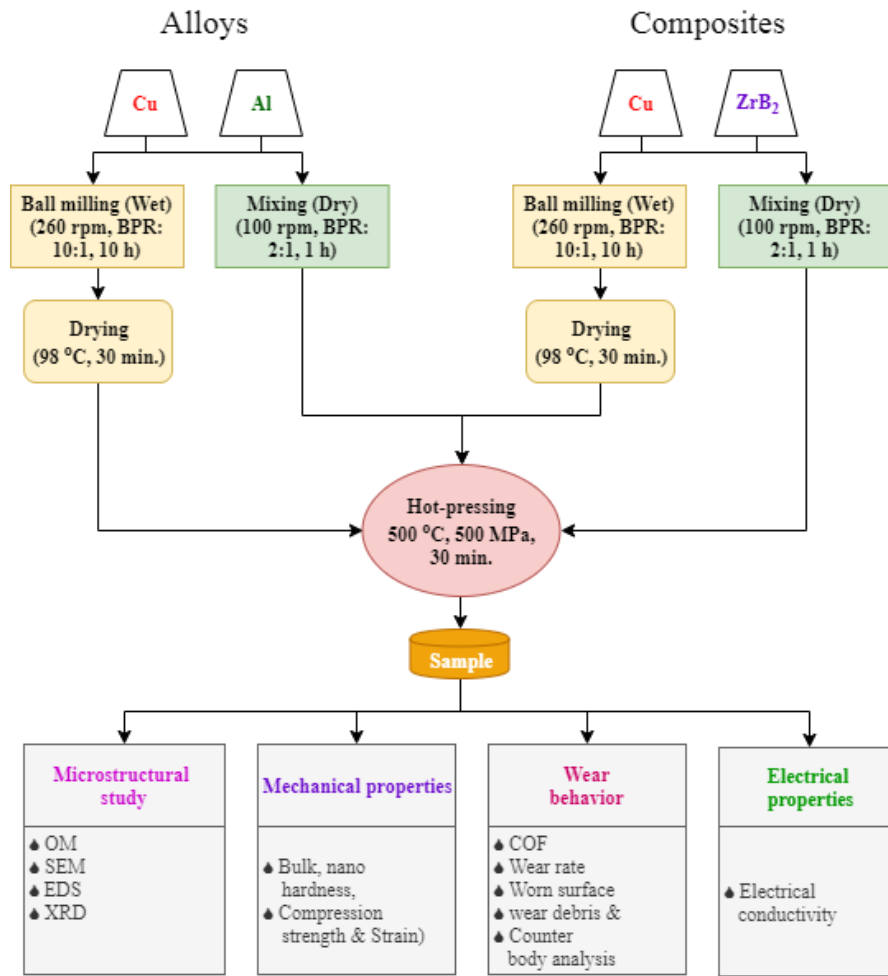 Alloys
Composites
Cu
Al
Cu
ZrB₂
Ball milling (Wet)
(260 rpm, BPR:
10:1, 10 h)
Mixing (Dry)
(100 rpm, BPR:
2:1, 1 h)
Ball milling (Wet)
(260 rpm, BPR:
10:1, 10 h)
Mixing (Dry)
(100 rpm, BPR:
2:1, 1 h)
Drying
(98 ⁰C, 30 min.)
Drying
(98 ⁰C, 30 min.)
Hot-pressing
500 ⁰C, 500 MPa,
30 min.
Sample
Microstructural
study
OM
SEM
EDS
XRD
Mechanical properties
Bulk, nano
hardness,
Compression
strength & Strain)
Wear
behavior
COF
Wear rate
Worn surface
wear debris &
Counter
body analysis
Electrical
properties
Electrical
conductivity